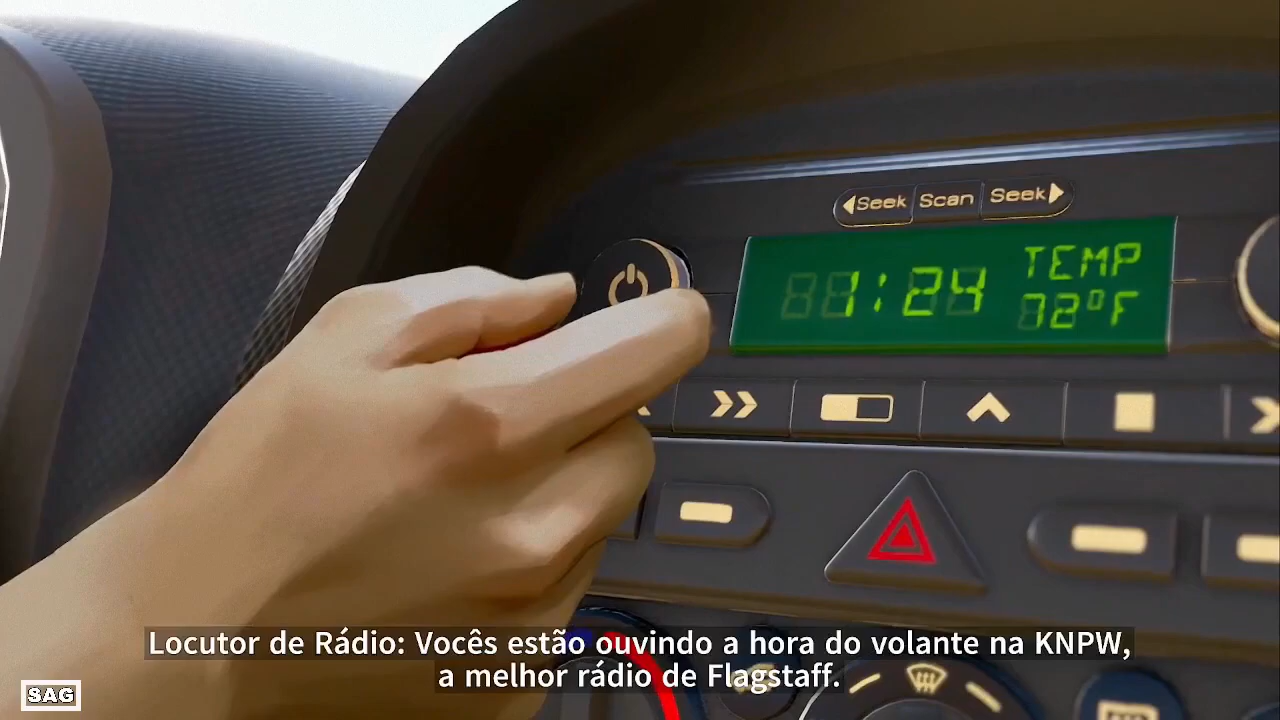 ◀Seek Scan Seek▶
1:24 TEMP
72°F
Locutor de Rádio: Vocês estão ouvindo a hora do volante na KNPW,
a melhor rádio de Flagstaff.
SAG